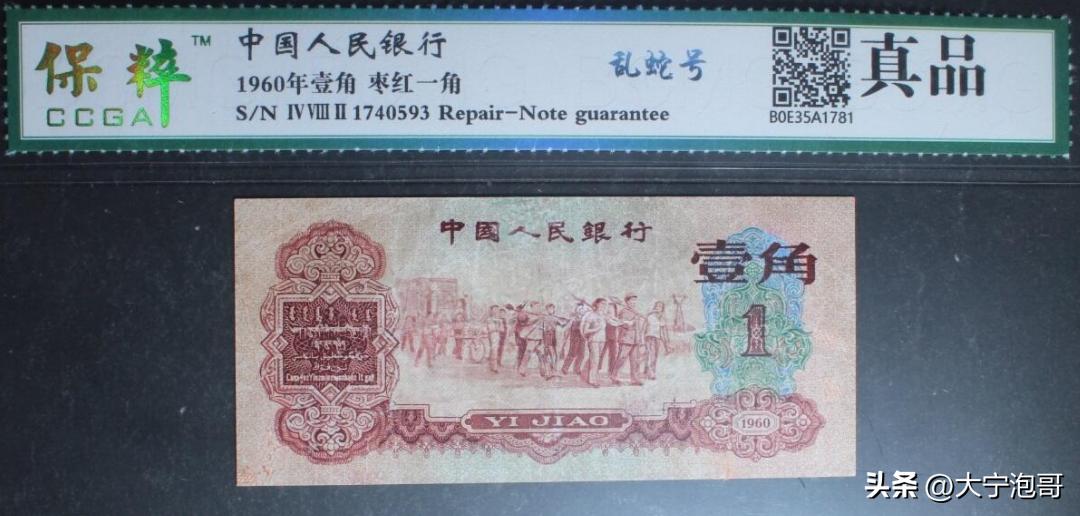 保粹 TM
CCGA
中国人民银行
1960年壹角 枣红一角
S/N ⅣⅧⅡ1740593 Repair-Note guarantee
乱蛇号
B0E35A1781
真品
中国人民银行
壹角
1
YI JIAO
1960
头条 @大宁泡哥